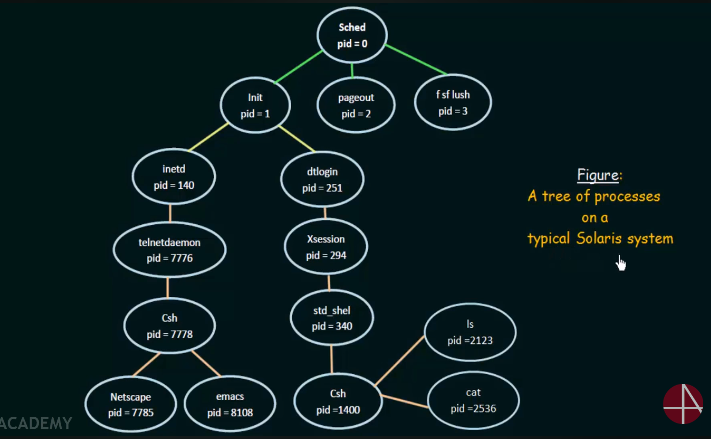 Sched
pid = 0
Init
pid = 1
pageout
pid = 2
f sf lush
pid = 3
inetd
pid = 140
dtlogin
pid = 251
Figure:
A tree of processes
on a
typical Solaris system
telnetdaemon
pid = 7776
Xsession
pid = 294
Csh
pid = 7778
std_shel
pid = 340
ls
pid =2123
Netscape
pid = 7785
emacs
pid = 8108
Csh
pid =1400
cat
pid =2536
ACADEMY